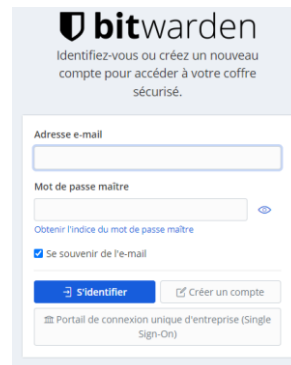 bitwarden
Identifiez-vous ou créez un nouveau
compte pour accéder à votre coffre
sécurisé.
Adresse e-mail
Mot de passe maître
Obtenir l'indice du mot de passe maître
Se souvenir de l'e-mail
S'identifier
Créer un compte
Portail de connexion unique d'entreprise (Single
Sign-On)